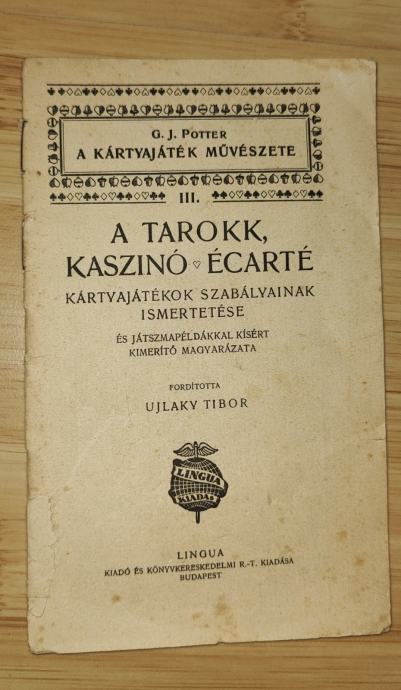 G. J. POTTER
A KÁRTYAJÁTÉK MŰVÉSZETE
III.
A TAROKK,
KASZINÓ ♡ ÉCARTÉ
KÁRTYAJÁTÉKOK SZABÁLYAINAK
ISMERTETÉSE
ÉS JÁTSZMAPÉLDÁKKAL KÍSÉRT
KIMERÍTŐ MAGYARÁZATA
FORDÍTOTTA
UJLAKY TIBOR
LINGUA
KIADÁS
LINGUA
KIADÓ ÉS KÖNYVKERESKEDELMI R.-T. KIADÁSA
BUDAPEST